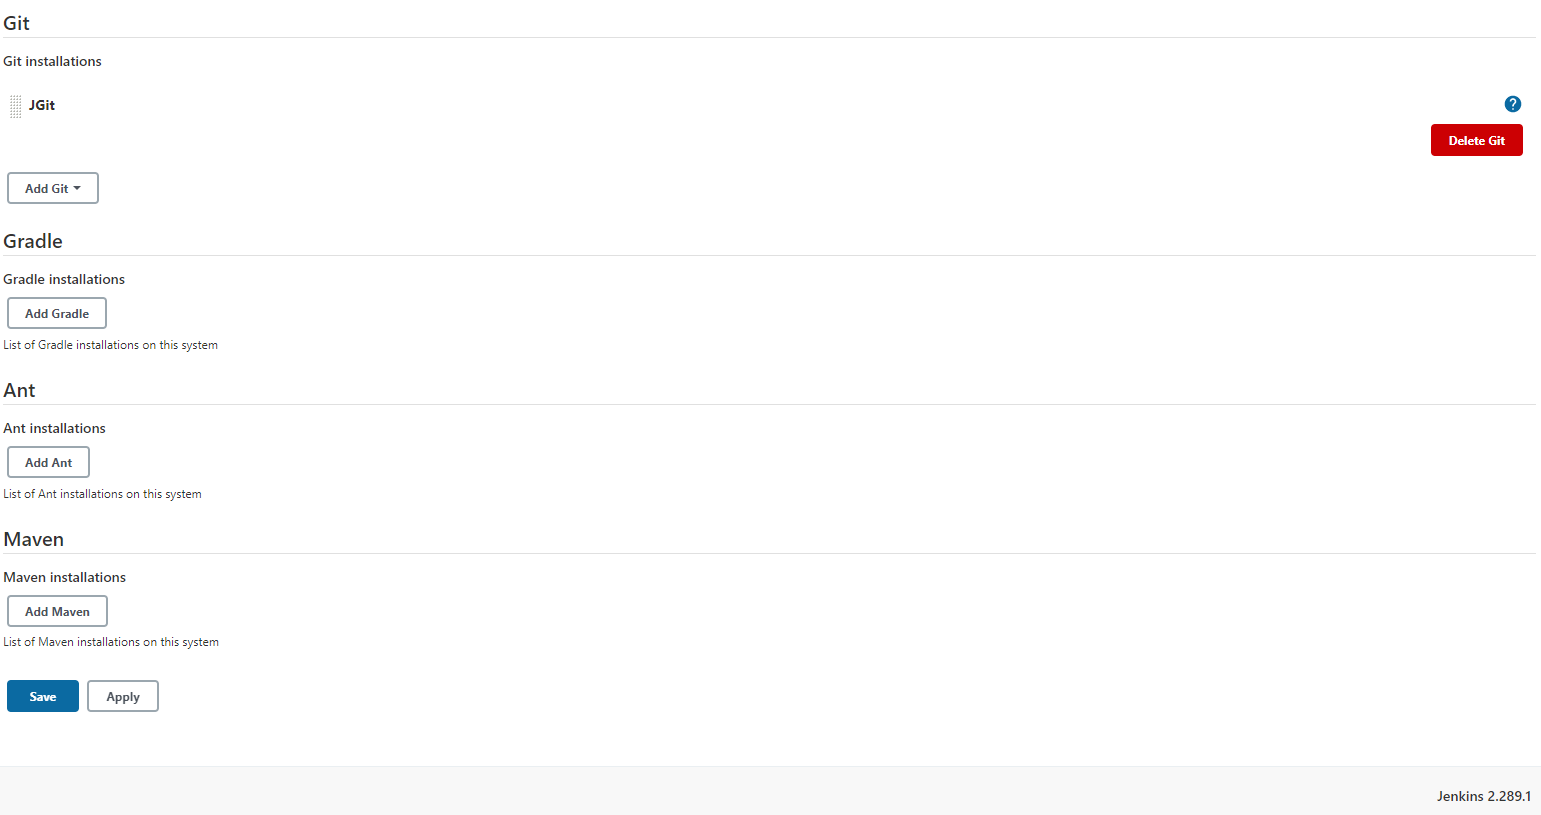 Git
Git installations
JGit
?
Delete Git
Add Git
Gradle
Gradle installations
Add Gradle
List of Gradle installations on this system
Ant
Ant installations
Add Ant
List of Ant installations on this system
Maven
Maven installations
Add Maven
List of Maven installations on this system
Save Apply
Jenkins 2.289.1